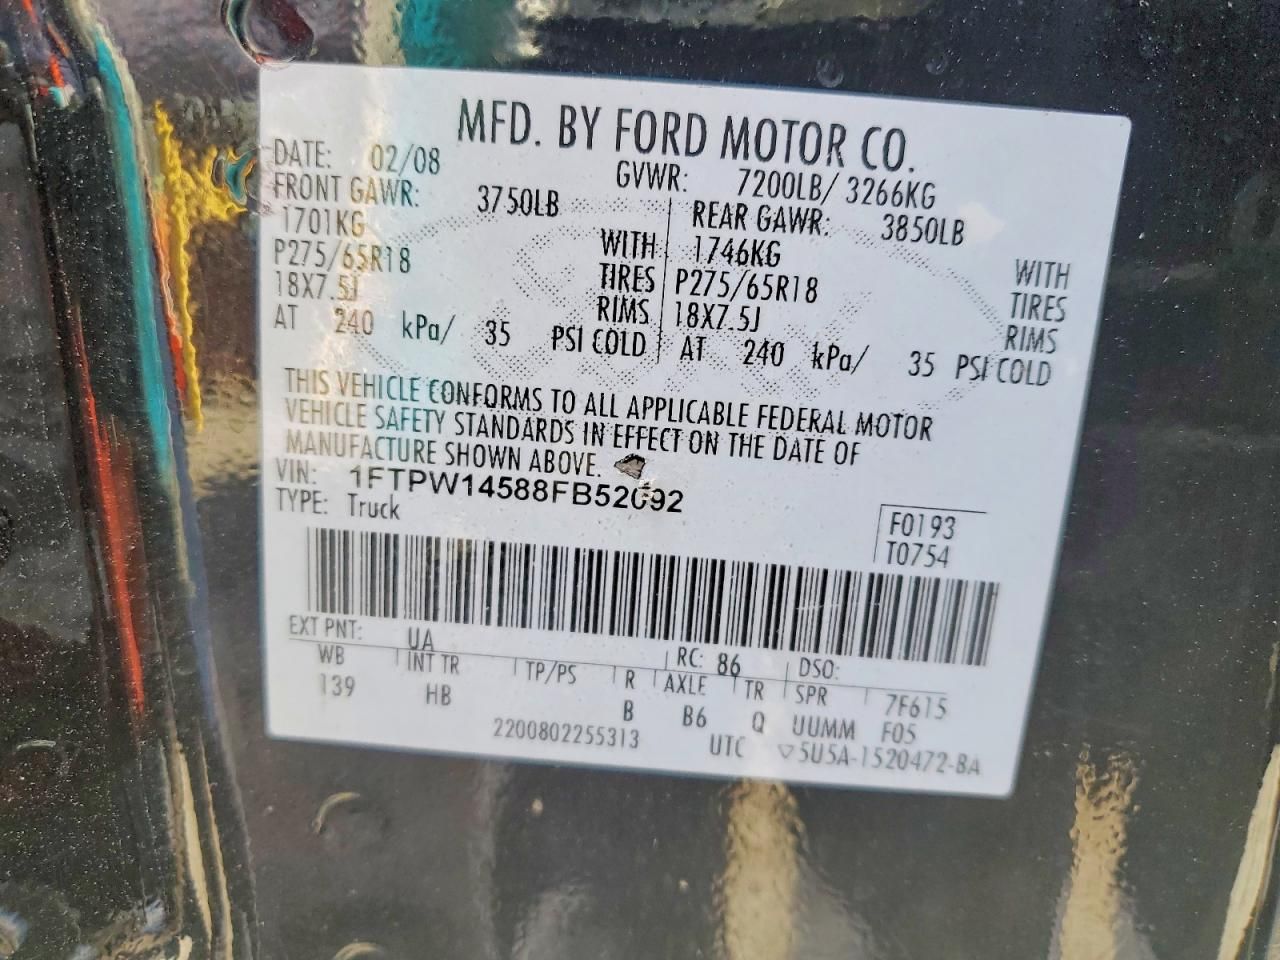 MFD. BY FORD MOTOR CO.
DATE: 02/08 GVWR: 7200LB/ 3266KG
FRONT GAWR: 3750LB REAR GAWR: 3850LB
1701KG WITH 1746KG WITH
P275/65R18 TIRES P275/65R18 TIRES
18X7.5J RIMS 18X7.5J RIMS
AT 240 kPa/ 35 PSI COLD AT 240 kPa/ 35 PSI COLD
THIS VEHICLE CONFORMS TO ALL APPLICABLE FEDERAL MOTOR
VEHICLE SAFETY STANDARDS IN EFFECT ON THE DATE OF
MANUFACTURE SHOWN ABOVE.
VIN: 1FTPW14588FB52092
TYPE: Truck
F0193
T0754
EXT PNT: UA RC: 86 DSO:
WB INT TR TP/PS R AXLE TR SPR 7F615
139 HB B B6 Q UUMM F05
2200802255313 UTC ▽5U5A-1520472-BA